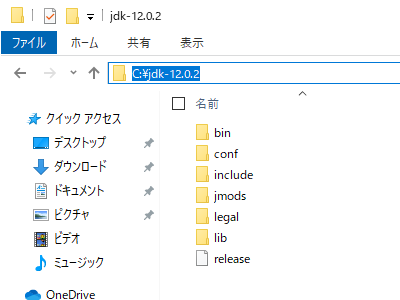 jdk-12.0.2
ファイル ホーム 共有 表示
C:¥jdk-12.0.2
名前
クイック アクセス
デスクトップ
ダウンロード
ドキュメント
ピクチャ
ビデオ
ミュージック
OneDrive
bin
conf
include
jmods
legal
lib
release